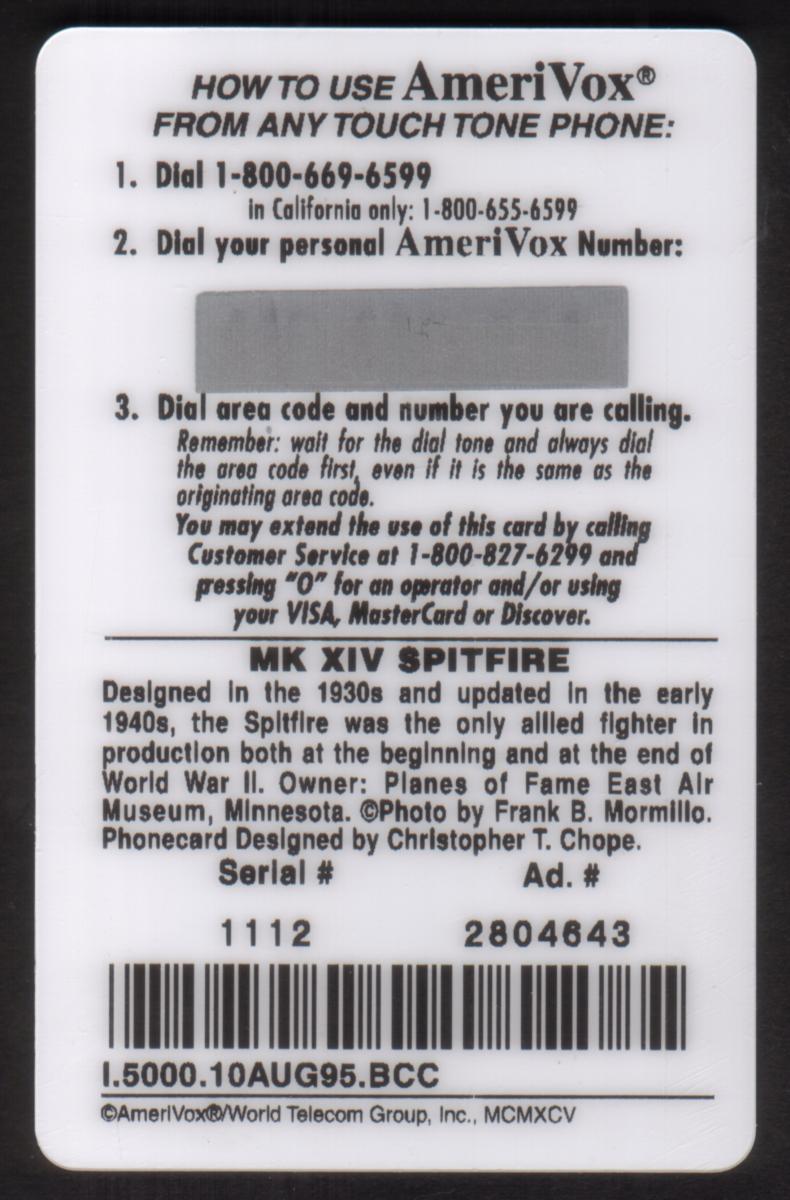 HOW TO USE AmeriVox®
FROM ANY TOUCH TONE PHONE:
1. Dial 1-800-669-6599
in California only: 1-800-655-6599
2. Dial your personal AmeriVox Number:
3. Dial area code and number you are calling.
Remember: wait for the dial tone and always dial
the area code first, even if it is the same as the
originating area code.
You may extend the use of this card by calling
Customer Service at 1-800-827-6299 and
pressing "0" for an operator and/or using
your VISA, MasterCard or Discover.
MK XIV SPITFIRE
Designed in the 1930s and updated in the early
1940s, the Spitfire was the only allied fighter in
production both at the beginning and at the end of
World War II. Owner: Planes of Fame East Air
Museum, Minnesota. ©Photo by Frank B. Mormillo.
Phonecard Designed by Christopher T. Chope.
Serial # Ad. #
1112 2804643
I.5000.10AUG95.BCC
©AmeriVox®/World Telecom Group, Inc., MCMXCV